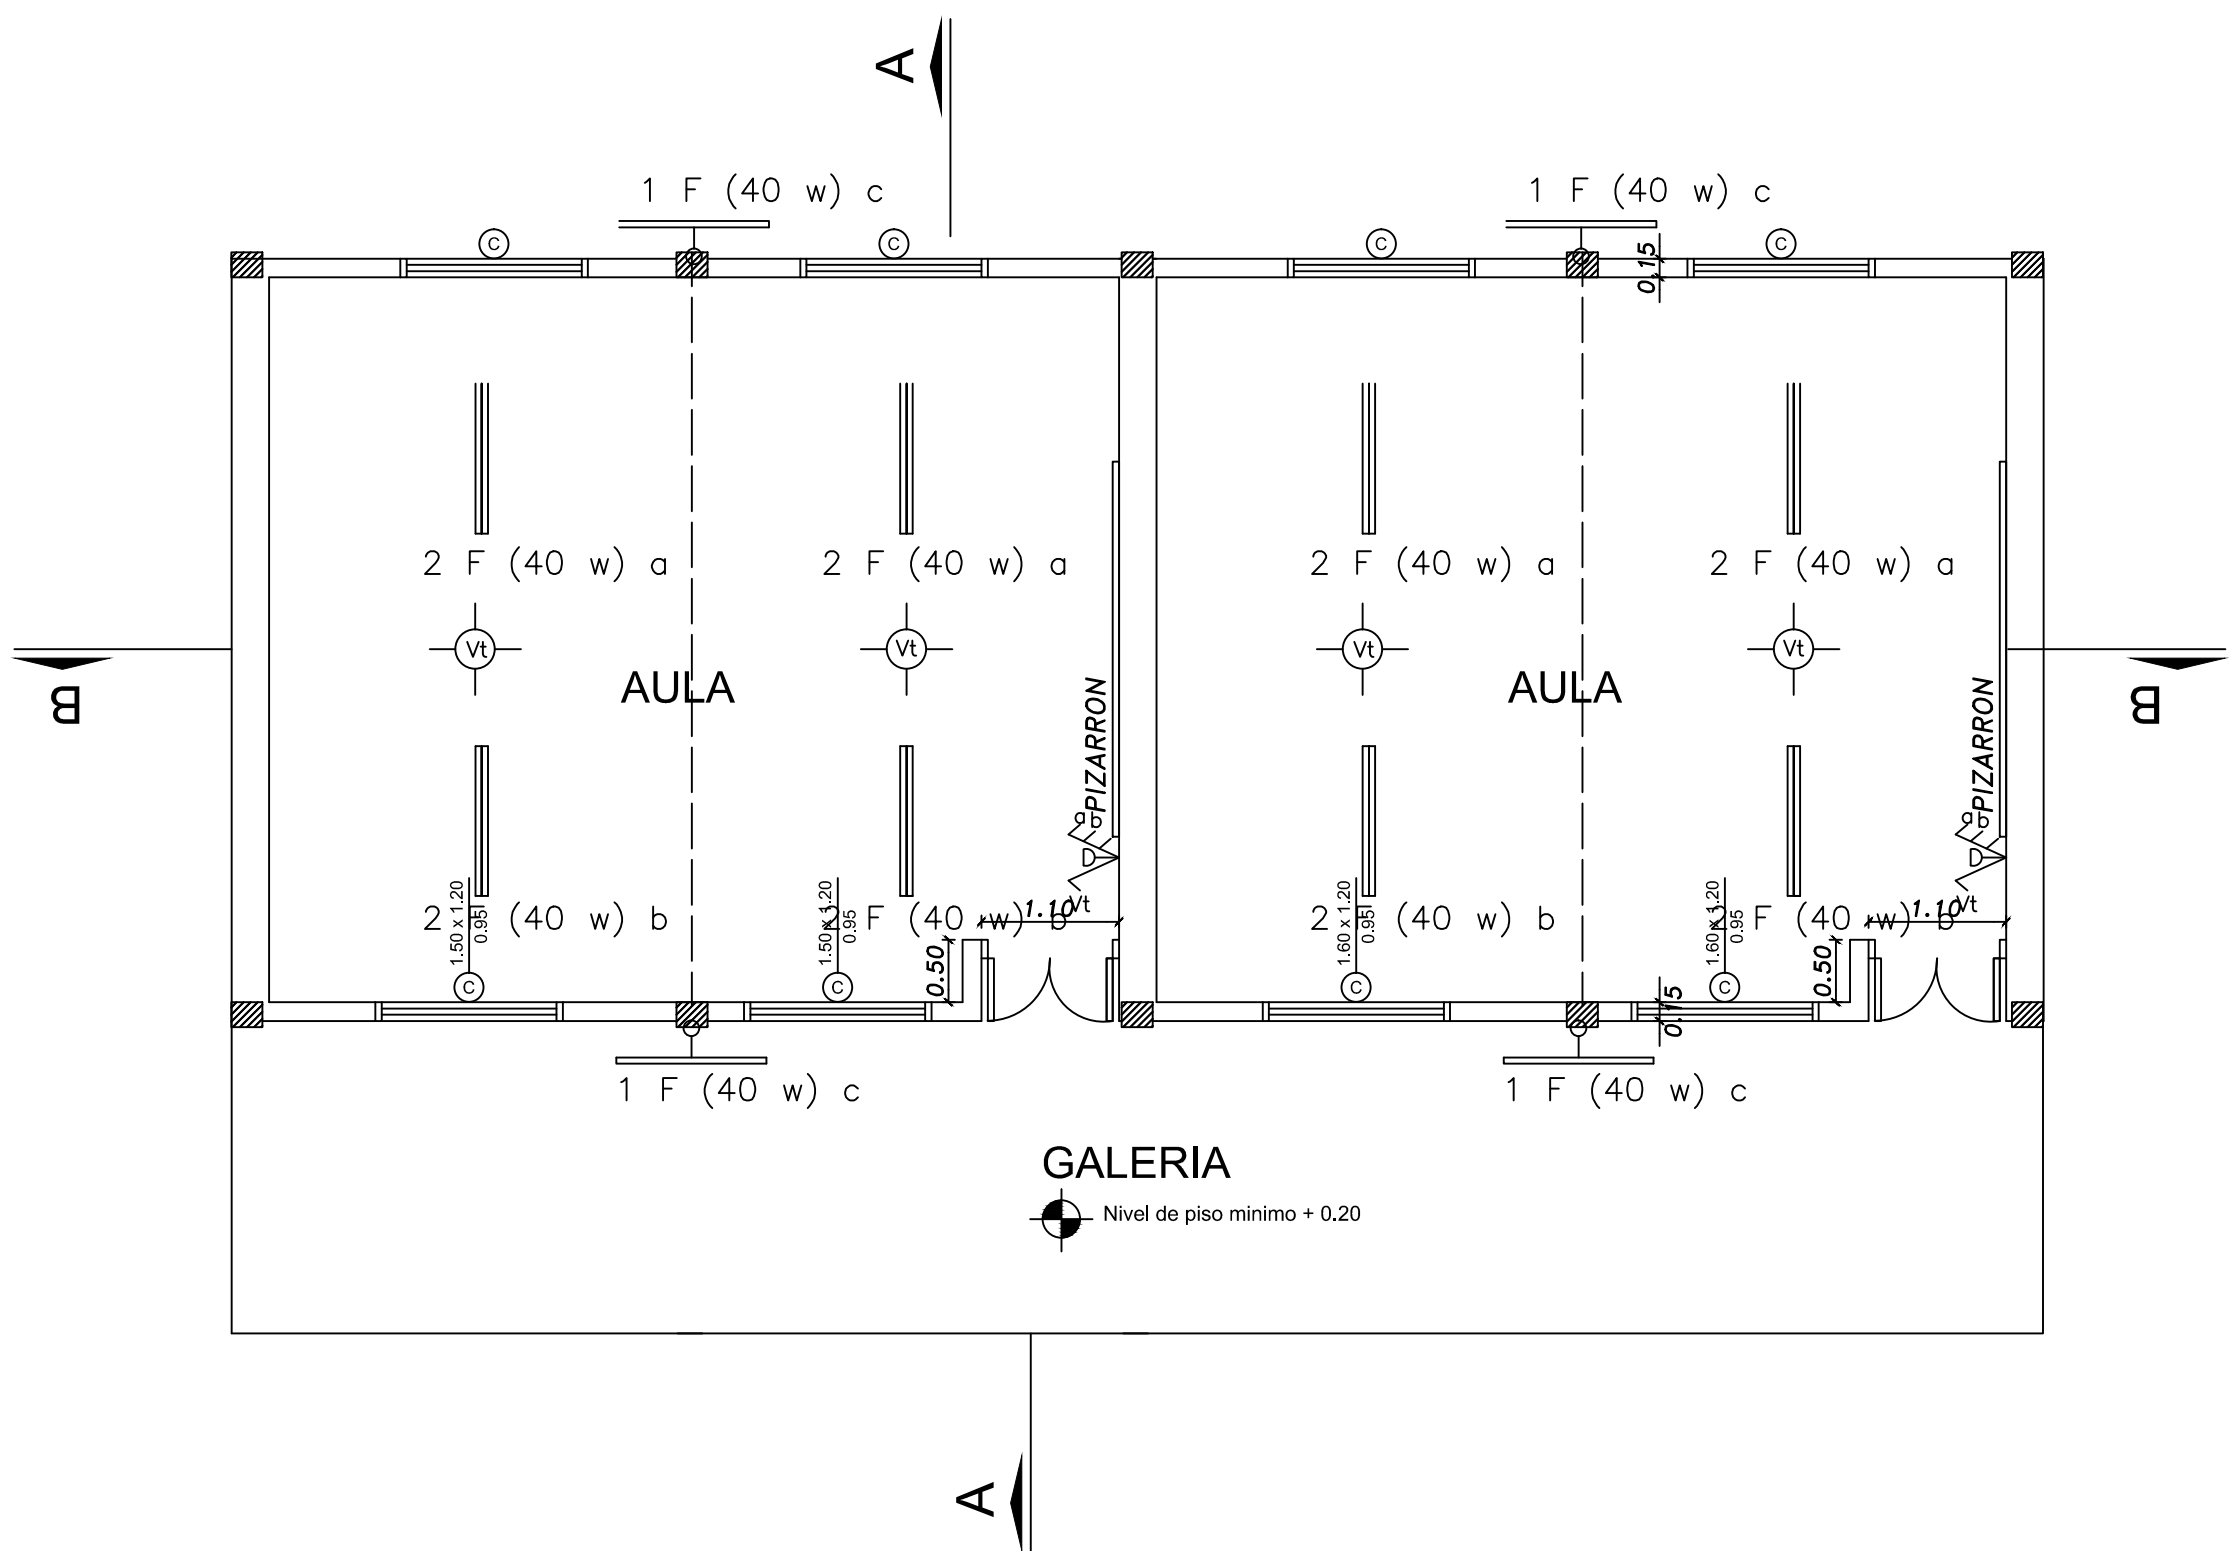 A
1 F (40 w) c
1 F (40 w) c
C
C
C
C
0.15
2 F (40 w) a
2 F (40 w) a
2 F (40 w) a
2 F (40 w) a
Vt
Vt
Vt
Vt
AULA
AULA
B
B
PIZARRON
PIZARRON
a
b
a
b
D
D
Vt
Vt
2 F (40 w) b
2 F (40 w) b
2 F (40 w) b
2 F (40 w) b
1.50 x 1.20
0.95
1.50 x 1.20
0.95
1.60 x 1.20
0.95
1.60 x 1.20
0.95
1.10
1.10
0.50
0.50
C
C
C
C
0.15
1 F (40 w) c
1 F (40 w) c
GALERIA
Nivel de piso minimo + 0.20
A